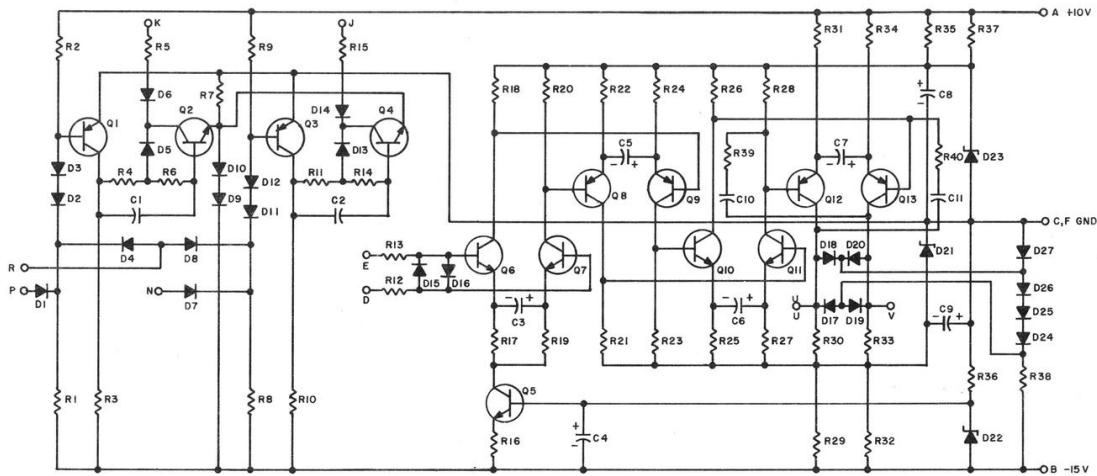 A +10V
K
J
R2
R5
R9
R15
R31
R34
R35
R37
D6
R7
Q2
D14
Q4
R18
R20
R22
R24
R26
R28
C8
Q1
Q3
D5
D13
C5
R39
C7
R40
D23
D3
R4
R6
D10
D12
R11
R14
Q8
Q9
C10
Q12
Q13
C11
D2
C1
D9
D11
C2
C,F GND
D4
D8
R13
E
Q6
Q7
Q10
Q11
D18
D20
D21
D27
R
P
D1
N
D7
R12
D
D15
D16
D26
C3
C6
U
U
D17
D19
V
C9
D25
R17
R19
R21
R23
R25
R27
R30
R33
D24
R36
R38
R1
R3
R8
R10
Q5
R16
C4
R29
R32
D22
B -15V